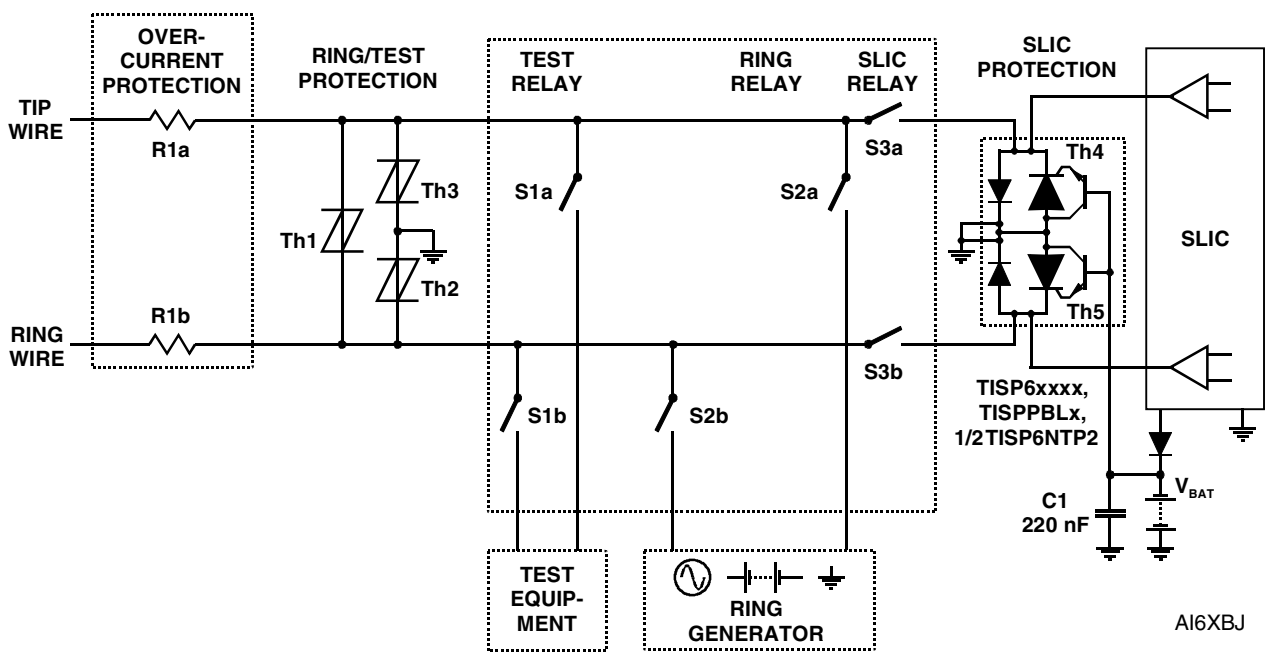 OVER-
CURRENT
PROTECTION
RING/TEST
PROTECTION
TEST
RELAY
RING
RELAY
SLIC
RELAY
SLIC
PROTECTION
TIP
WIRE
R1a
S3a
Th4
Th3
S1a
S2a
Th1
SLIC
Th2
Th5
R1b
RING
WIRE
S3b
S1b
S2b
TISP6xxxx,
TISPPBLx,
1/2TISP6NTP2
VBAT
C1
220 nF
TEST
EQUIP-
MENT
RING
GENERATOR
AI6XBJ